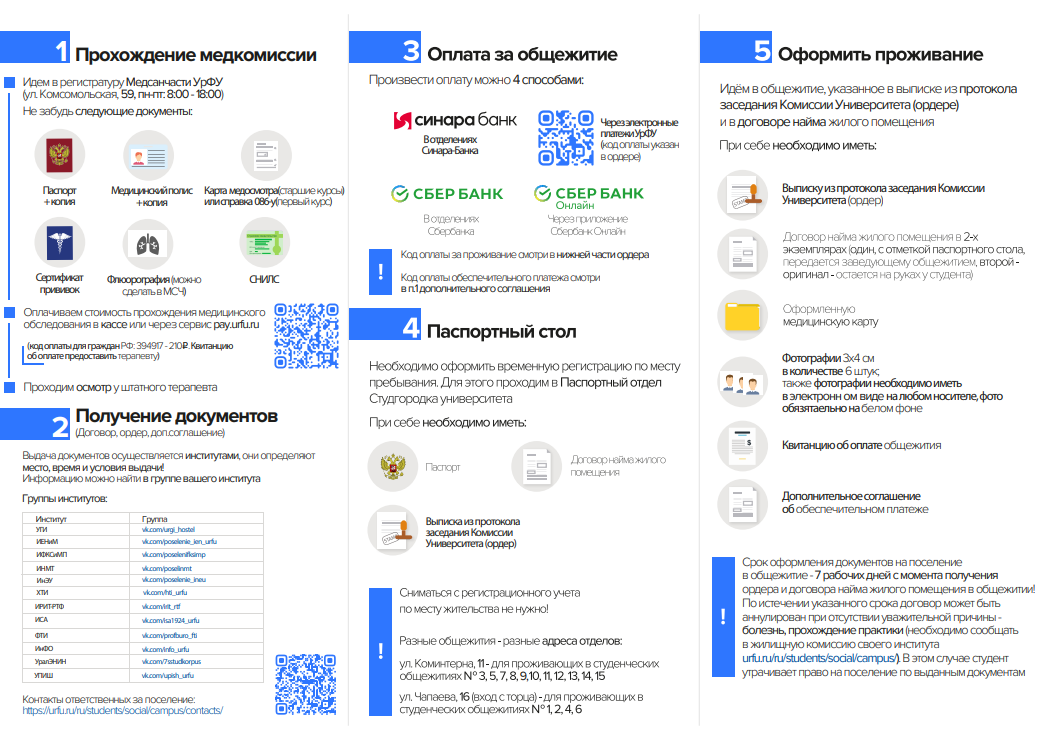 1 Прохождение медкомиссии
Идем в регистратуру Медсанчасти УрФУ
(ул. Комсомольская, 59, пн-пт: 8:00 - 18:00)
Не забудь следующие документы:
Паспорт
+ копия
Медицинский полис
+ копия
Карта медосмотра(старшие курсы)
или справка 086-у(первый курс)
Сертификат
прививок
Флюорография (можно
сделать в МСЧ)
СНИЛС
Оплачиваем стоимость прохождения медицинского
обследования в кассе или через сервис pay.urfu.ru
(код оплаты для граждан РФ: 394917 - 210₽. Квитанцию
об оплате предоставить терапевту)
Проходим осмотр у штатного терапевта
2 Получение документов
(Договор, ордер, доп.соглашение)
Выдача документов осуществляется институтами, они определяют
место, время и условия выдачи!
Информацию можно найти в группе вашего института
Группы институтов:
Институт Группа
УГИ vk.com/urgi_hostel
ИЕНиМ vk.com/poselenie_ien_urfu
ИФКСиМП vk.com/poselenifksimp
ИНМТ vk.com/poselinmt
ИнЭУ vk.com/poselenie_ineu
ХТИ vk.com/hti_urfu
ИРИТ-РТФ vk.com/irit_rtf
ИСА vk.com/isa1924_urfu
ФТИ vk.com/profburo_fti
ИнФО vk.com/info_urfu
УралЭНИН vk.com/7sstudkorpus
УПИШ vk.com/upish_urfu
Контакты ответственных за поселение:
https://urfu.ru/ru/students/social/campus/contacts/
3 Оплата за общежитие
Произвести оплату можно 4 способами:
синара банк
В отделениях
Синара-Банка
Через электронные
платежи УрФУ
(код оплаты указан
в ордере)
СБЕР БАНК
В отделениях
Сбербанка
СБЕР БАНК
Онлайн
Через приложение
Сбербанк Онлайн
!
Код оплаты за проживание смотри в нижней части ордера
Код оплаты обеспечительного платежа смотри
в п.1 дополнительного соглашения
4 Паспортный стол
Необходимо оформить временную регистрацию по месту
пребывания. Для этого проходим в Паспортный отдел
Студгородка университета
При себе необходимо иметь:
Паспорт
Договор найма жилого
помещения
Выписка из протокола
заседания Комиссии
Университета (ордер)
!
Сниматься с регистрационного учета
по месту жительства не нужно!
Разные общежития - разные адреса отделов:
ул. Коминтерна, 11 - для проживающих в студенческих
общежитиях № 3, 5, 7, 8, 9,10, 11, 12, 13, 14, 15
ул. Чапаева, 16 (вход с торца) - для проживающих в
студенческих общежитиях № 1, 2, 4, 6
5 Оформить проживание
Идём в общежитие, указанное в выписке из протокола
заседания Комиссии Университета (ордере)
и в договоре найма жилого помещения
При себе необходимо иметь:
Выписку из протокола заседания Комиссии
Университета (ордер)
Договор найма жилого помещения в 2-х
экземплярах (один, с отметкой паспортного стола,
передается заведующему общежитием, второй -
оригинал - остается на руках у студента)
Оформленную
медицинскую карту
Фотографии 3х4 см
в количестве 6 штук;
также фотографии необходимо иметь
в электронн ом виде на любом носителе, фото
обязятаельно на белом фоне
Квитанцию об оплате общежития
Дополнительное соглашение
об обеспечительном платеже
!
Срок оформления документов на поселение
в общежитие - 7 рабочих дней с момента получения
ордера и договора найма жилого помещения в общежитии!
По истечении указанного срока договор может быть
аннулирован при отсутствии уважительной причины -
болезнь, прохождение практики (необходимо сообщать
в жилищную комиссию своего института
urfu.ru/ru/students/social/campus/). В этом случае студент
утрачивает право на поселение по выданным документам